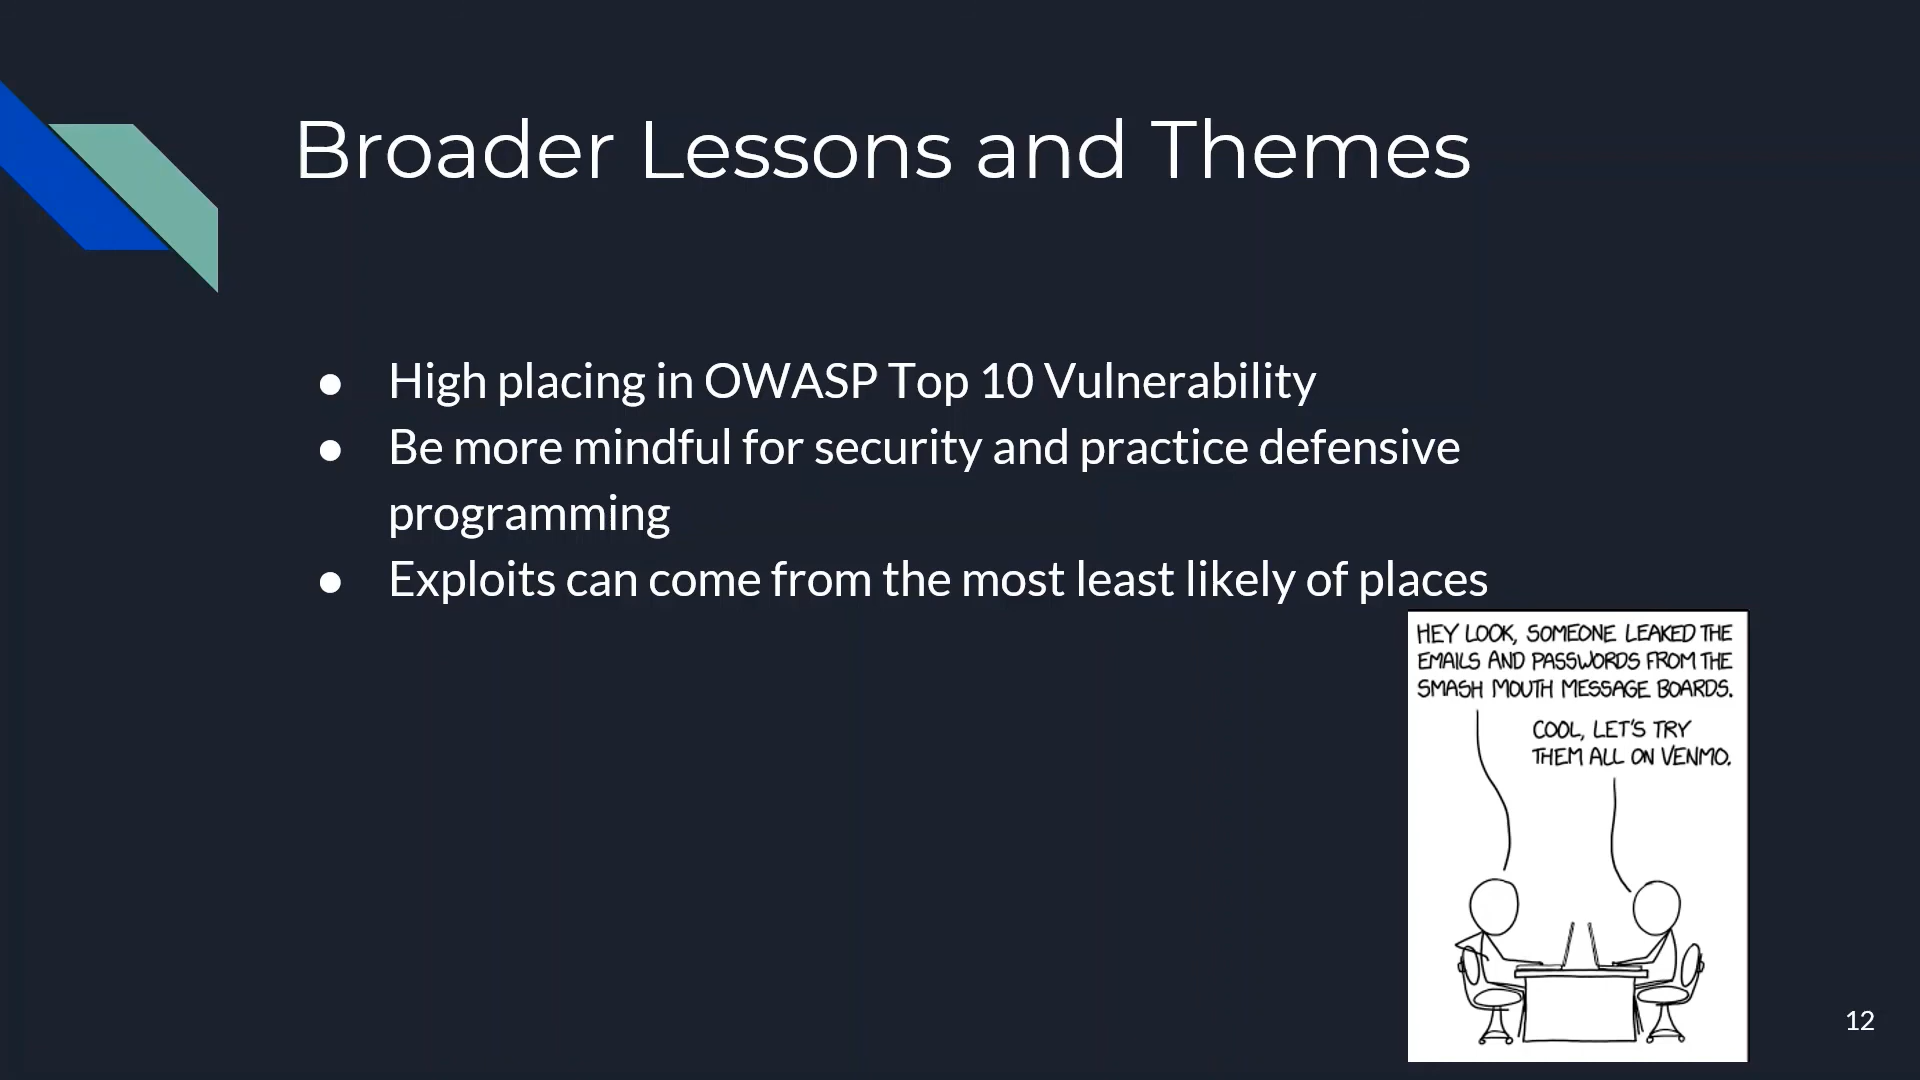 Broader Lessons and Themes
● High placing in OWASP Top 10 Vulnerability
● Be more mindful for security and practice defensive
programming
● Exploits can come from the most least likely of places
HEY LOOK, SOMEONE LEAKED THE
EMAILS AND PASSWORDS FROM THE
SMASH MOUTH MESSAGE BOARDS.
COOL, LET'S TRY
THEM ALL ON VENMO.
12